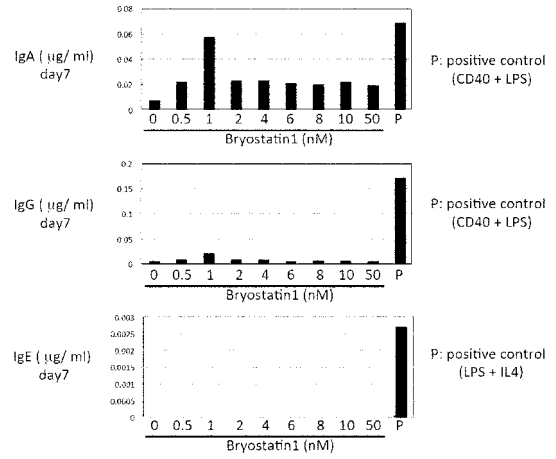 0.08
0.06
0.04
0.02
0
IgA ( μg/ ml)
day7
P: positive control
(CD40 + LPS)
0 0.5 1 2 4 6 8 10 50 P
Bryostatin1 (nM)
0.2
0.15
0.1
0.05
0
IgG ( μg/ ml)
day7
P: positive control
(CD40 + LPS)
0 0.5 1 2 4 6 8 10 50 P
Bryostatin1 (nM)
0.003
0.0025
0.002
0.0015
0.001
0.0005
0
IgE ( μg/ ml)
day7
P: positive control
(LPS + IL4)
0 0.5 1 2 4 6 8 10 50 P
Bryostatin1 (nM)